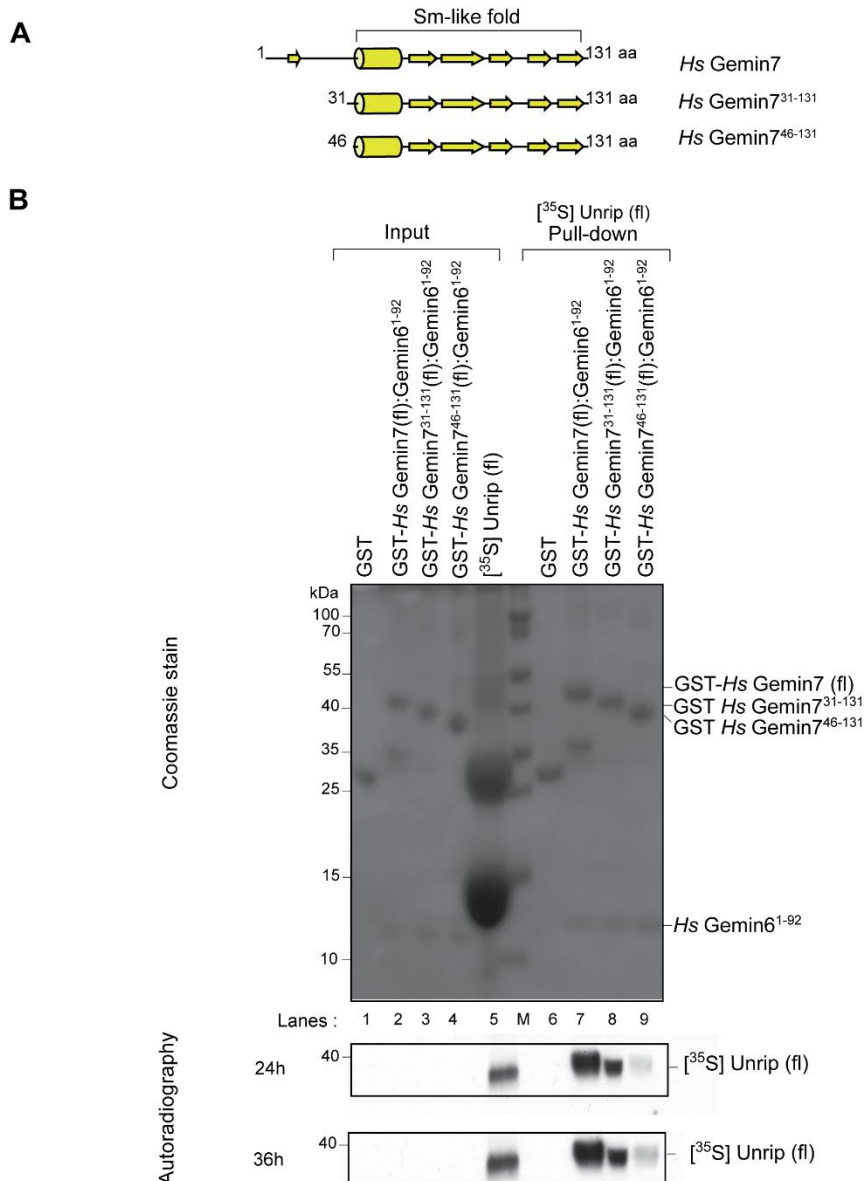 A
Sm-like fold
1 131 aa Hs Gemin7
31 131 aa Hs Gemin7³¹⁻¹³¹
46 131 aa Hs Gemin7⁴⁶⁻¹³¹
B
Input
[³⁵S] Unrip (fl)
Pull-down
GST
GST-Hs Gemin7(fl):Gemin6¹⁻⁹²
GST-Hs Gemin7³¹⁻¹³¹(fl):Gemin6¹⁻⁹²
GST-Hs Gemin7⁴⁶⁻¹³¹(fl):Gemin6¹⁻⁹²
[³⁵S] Unrip (fl)
GST
GST-Hs Gemin7(fl):Gemin6¹⁻⁹²
GST-Hs Gemin7³¹⁻¹³¹(fl):Gemin6¹⁻⁹²
GST-Hs Gemin7⁴⁶⁻¹³¹(fl):Gemin6¹⁻⁹²
Coomassie stain
kDa
100
70
55
40
35
25
15
10
GST-Hs Gemin7 (fl)
GST Hs Gemin7³¹⁻¹³¹
GST Hs Gemin7⁴⁶⁻¹³¹
Hs Gemin6¹⁻⁹²
Lanes : 1 2 3 4 5 M 6 7 8 9
Autoradiography
24h 40 [³⁵S] Unrip (fl)
36h 40 [³⁵S] Unrip (fl)